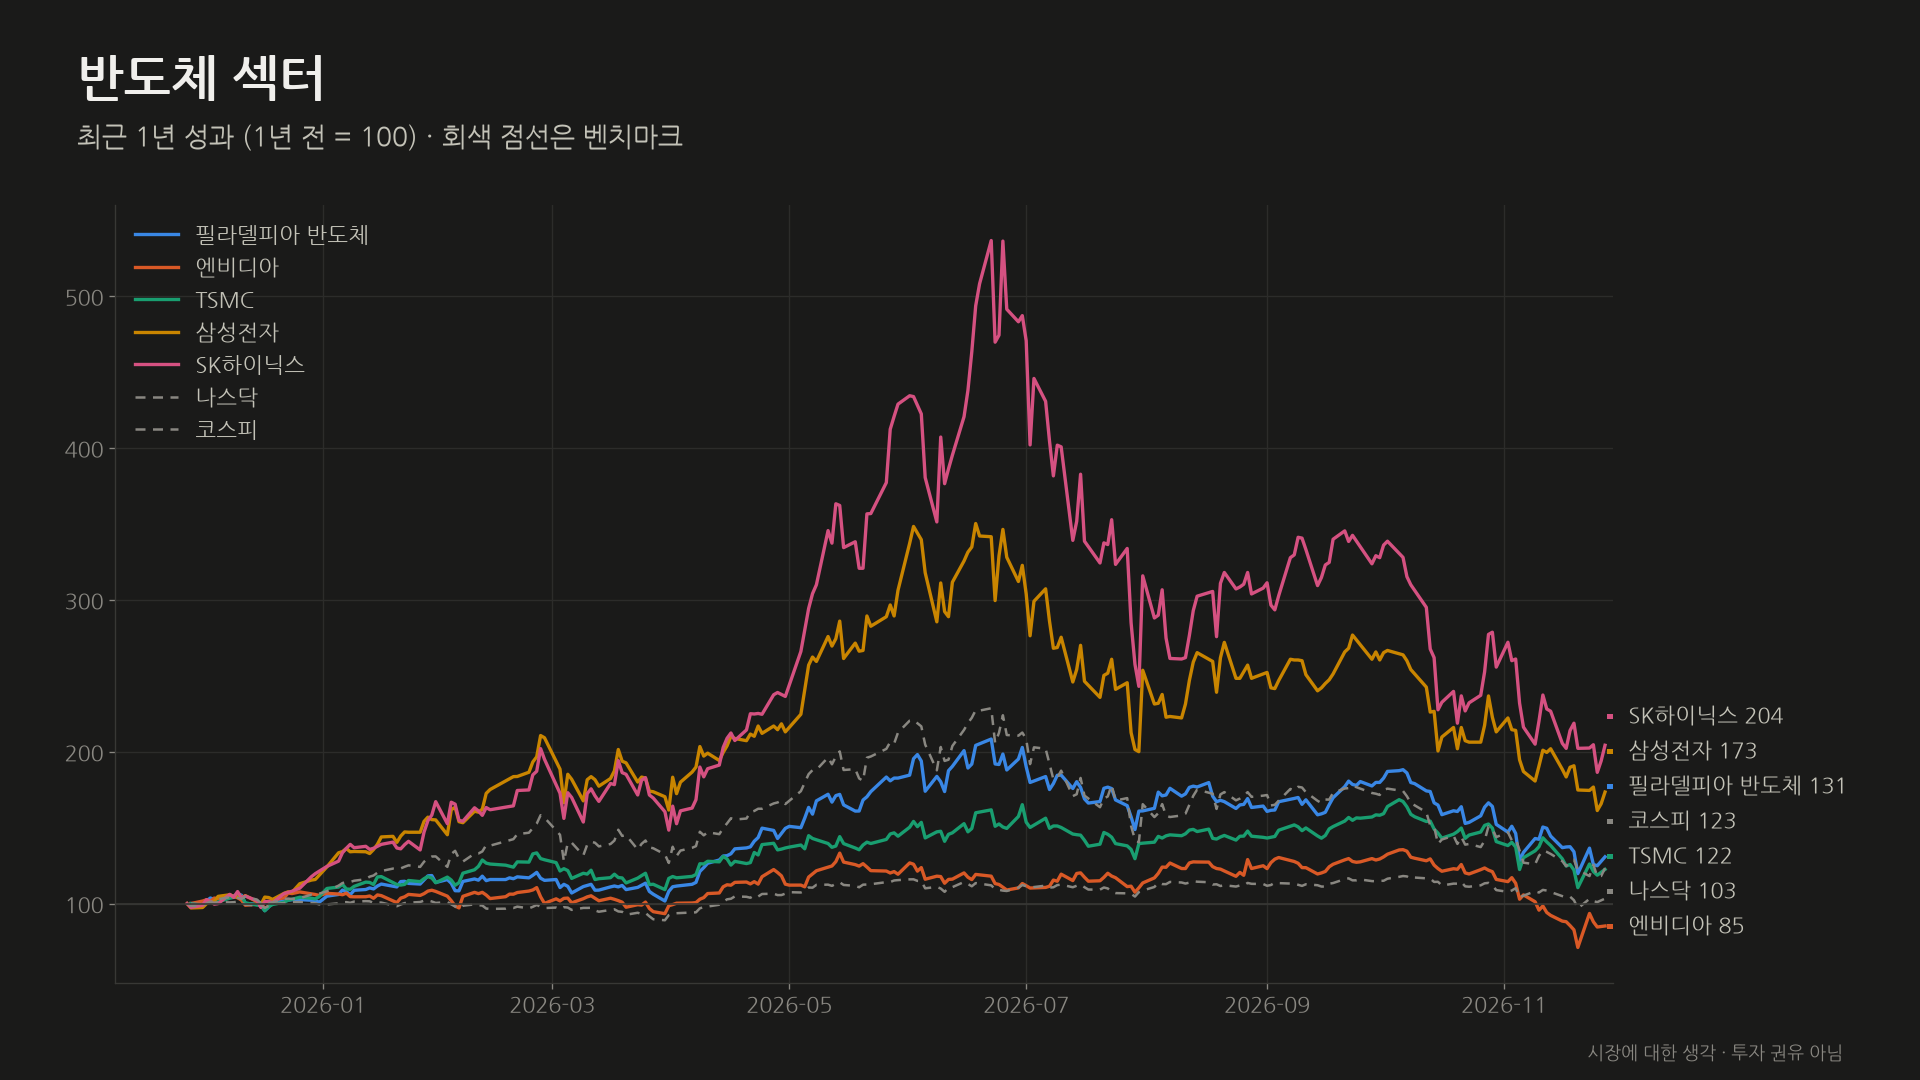 반도체 섹터
최근 1년 성과 (1년 전 = 100) · 회색 점선은 벤치마크
필라델피아 반도체
엔비디아
TSMC
삼성전자
SK하이닉스
나스닥
코스피
500
400
300
200
100
SK하이닉스 204
삼성전자 173
필라델피아 반도체 131
코스피 123
TSMC 122
나스닥 103
엔비디아 85
2026-01
2026-03
2026-05
2026-07
2026-09
2026-11
시장에 대한 생각 · 투자 권유 아님